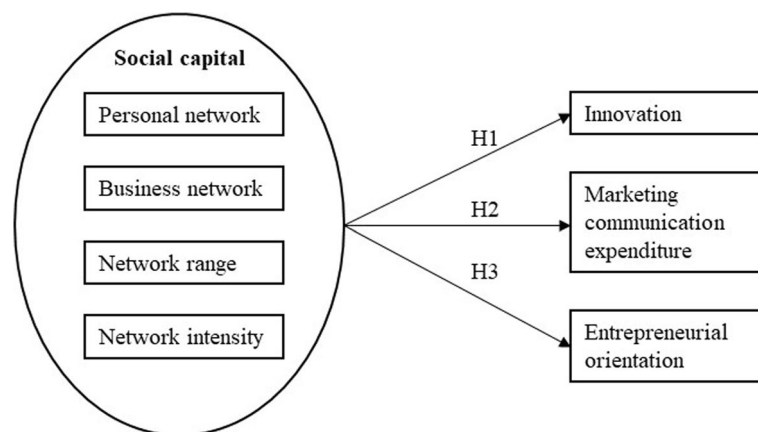 Social capital
Personal network
Business network
Network range
Network intensity
H1
H2
H3
Innovation
Marketing
communication
expenditure
Entrepreneurial
orientation